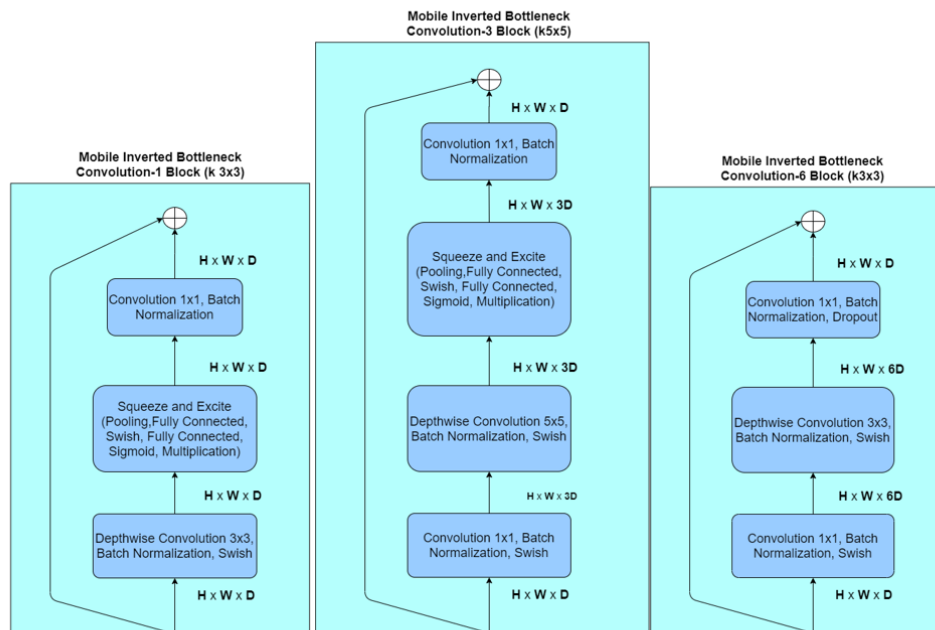 Mobile Inverted Bottleneck
Convolution-1 Block (k 3x3)
H x W x D
Convolution 1x1, Batch
Normalization
H x W x D
Squeeze and Excite
(Pooling,Fully Connected,
Swish, Fully Connected,
Sigmoid, Multiplication)
H x W x D
Depthwise Convolution 3x3,
Batch Normalization, Swish
H x W x D
Mobile Inverted Bottleneck
Convolution-3 Block (k5x5)
H x W x D
Convolution 1x1, Batch
Normalization
H x W x 3D
Squeeze and Excite
(Pooling,Fully Connected,
Swish, Fully Connected,
Sigmoid, Multiplication)
H x W x 3D
Depthwise Convolution 5x5,
Batch Normalization, Swish
H x W x 3D
Convolution 1x1, Batch
Normalization, Swish
H x W x D
Mobile Inverted Bottleneck
Convolution-6 Block (k3x3)
H x W x D
Convolution 1x1, Batch
Normalization, Dropout
H x W x 6D
Depthwise Convolution 3x3,
Batch Normalization, Swish
H x W x 6D
Convolution 1x1, Batch
Normalization, Swish
H x W x D